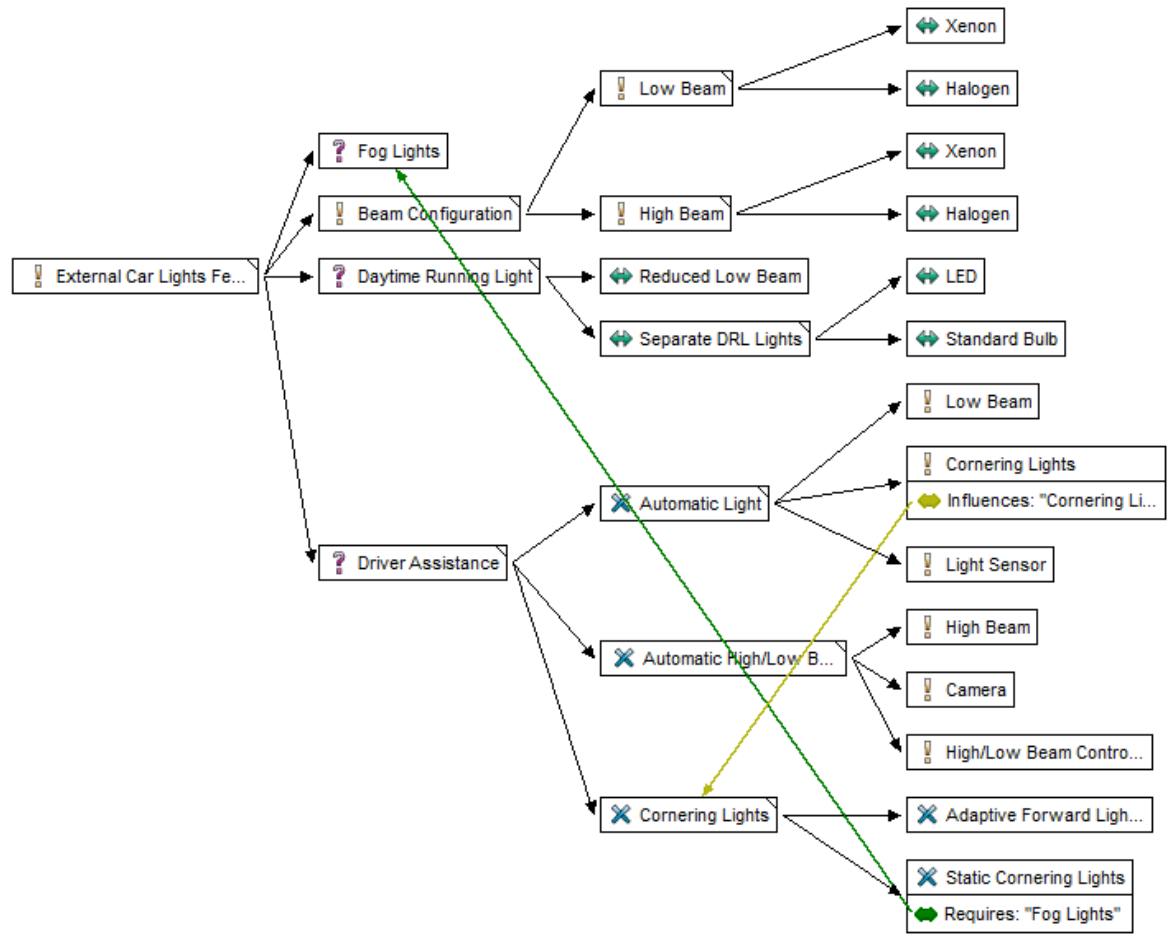 Xenon
Low Beam
Halogen
Fog Lights
Xenon
Beam Configuration
High Beam
Halogen
External Car Lights Fe...
Daytime Running Light
Reduced Low Beam
LED
Separate DRL Lights
Standard Bulb
Low Beam
Cornering Lights
Automatic Light
Influences: "Cornering Li...
Driver Assistance
Light Sensor
High Beam
Automatic High/Low B...
Camera
High/Low Beam Contro...
Cornering Lights
Adaptive Forward Ligh...
Static Cornering Lights
Requires: "Fog Lights"